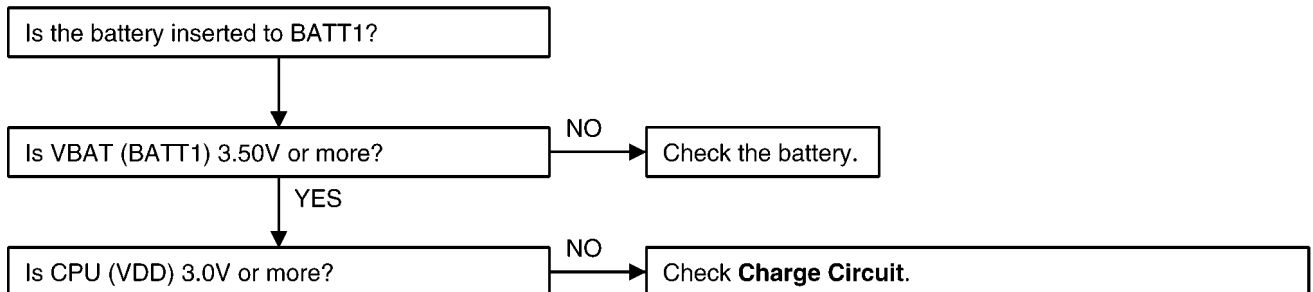 Is the battery inserted to BATT1?
Is VBAT (BATT1) 3.50V or more?
NO
Check the battery.
YES
Is CPU (VDD) 3.0V or more?
NO
Check Charge Circuit.